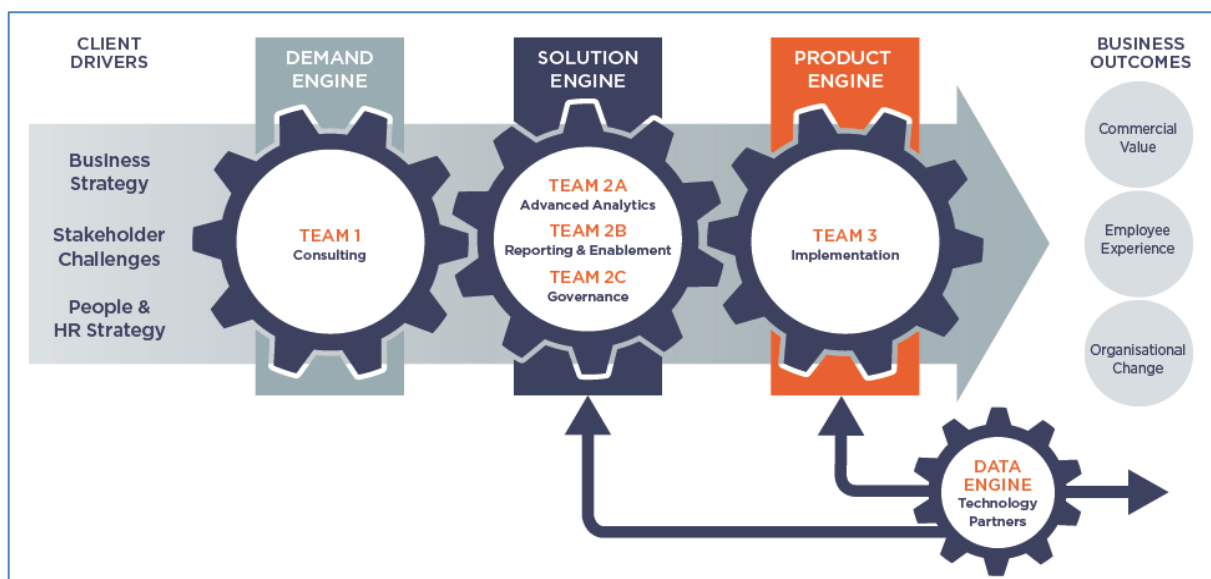 CLIENT
DRIVERS
Business
Strategy
Stakeholder
Challenges
People &
HR Strategy
DEMAND
ENGINE
TEAM 1
Consulting
SOLUTION
ENGINE
TEAM 2A
Advanced Analytics
TEAM 2B
Reporting & Enablement
TEAM 2C
Governance
PRODUCT
ENGINE
TEAM 3
Implementation
BUSINESS
OUTCOMES
Commercial
Value
Employee
Experience
Organisational
Change
DATA
ENGINE
Technology
Partners